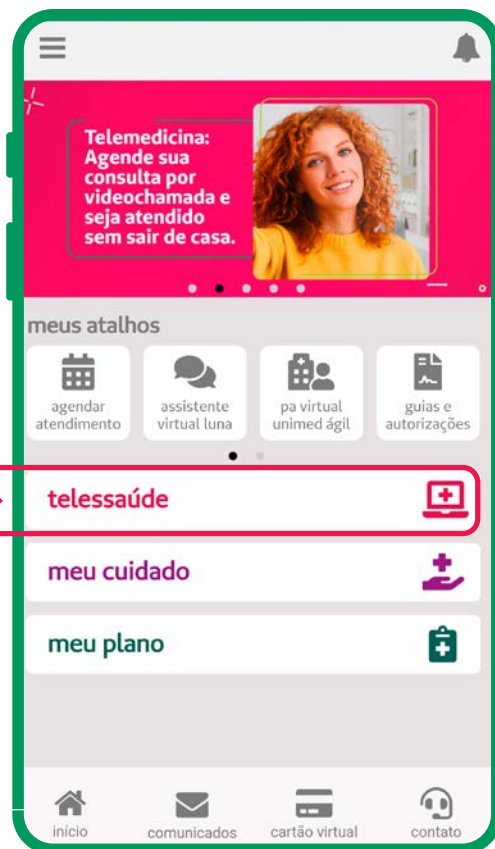 Telemedicina:
Agende sua
consulta por
videochamada e
seja atendido
sem sair de casa.
meus atalhos
agendar
atendimento
assistente
virtual luna
pa virtual
unimed ágil
guias e
autorizações
telessaúde
meu cuidado
meu plano
início
comunicados
cartão virtual
contato